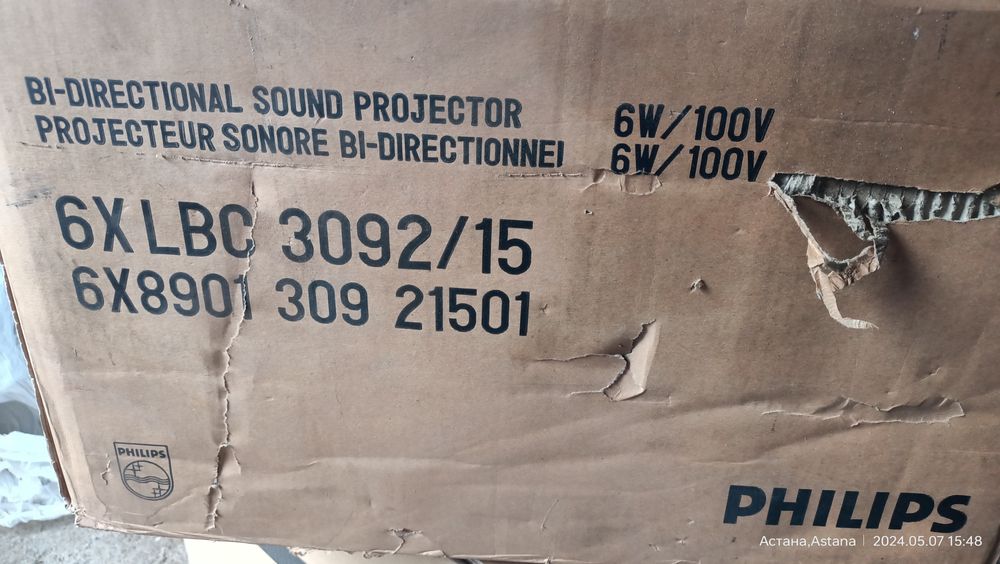 BI-DIRECTIONAL SOUND PROJECTOR 6W/100V
PROJECTEUR SONORE BI-DIRECTIONNEL 6W/100V
6X LBC 3092/15
6X8901 309 21501
PHILIPS
PHILIPS
Астана,Astana | 2024.05.07 15:48